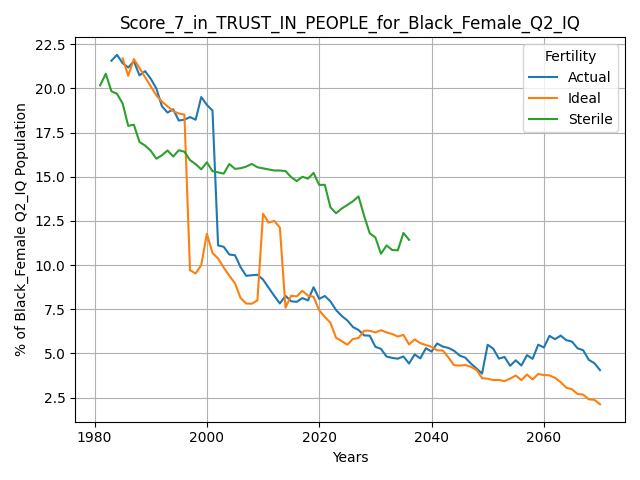 Score_7_in_TRUST_IN_PEOPLE_for_Black_Female_Q2_IQ
Fertility
Actual
Ideal
Sterile
% of Black_Female Q2_IQ Population
22.5
20.0
17.5
15.0
12.5
10.0
7.5
5.0
2.5
1980 2000 2020 2040 2060
Years